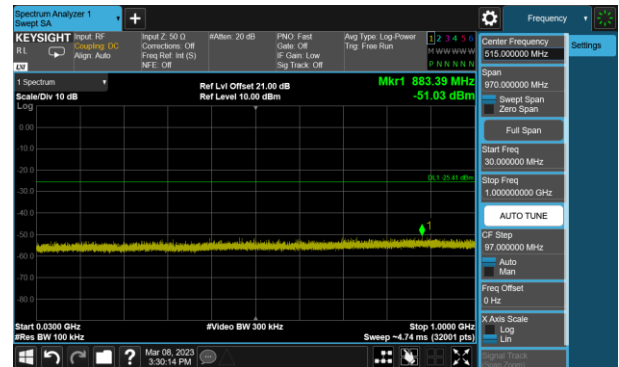 Spectrum Analyzer 1
Swept SA
Frequency
KEYSIGHT
R L
Input: RF
Coupling: DC
Align: Auto
Input Z: 50 Ω
Corrections: Off
Freq Ref: Int (S)
NFE: Off
#Atten: 20 dB
PNO: Fast
Gate: Off
IF Gain: Low
Sig Track: Off
Avg Type: Log-Power
Trig: Free Run
1 2 3 4 5 6
M W W W W W
P N N N N N
LXI
1 Spectrum
Scale/Div 10 dB
Log
Ref Lvl Offset 21.00 dB
Ref Level 10.00 dBm
Mkr1 883.39 MHz
-51.03 dBm
0.00
-10.0
-20.0
DL1 -25.41 dBm
-30.0
-40.0
1
-50.0
-60.0
-70.0
-80.0
Start 0.0300 GHz
#Res BW 100 kHz
#Video BW 300 kHz
Stop 1.0000 GHz
Sweep ~4.74 ms (32001 pts)
?
Mar 08, 2023
3:30:14 PM
Center Frequency
515.000000 MHz
Settings
Span
970.000000 MHz
Swept Span
Zero Span
Full Span
Start Freq
30.000000 MHz
Stop Freq
1.000000000 GHz
AUTO TUNE
CF Step
97.000000 MHz
Auto
Man
Freq Offset
0 Hz
X Axis Scale
Log
Lin
Signal Track
(Span Zoom)